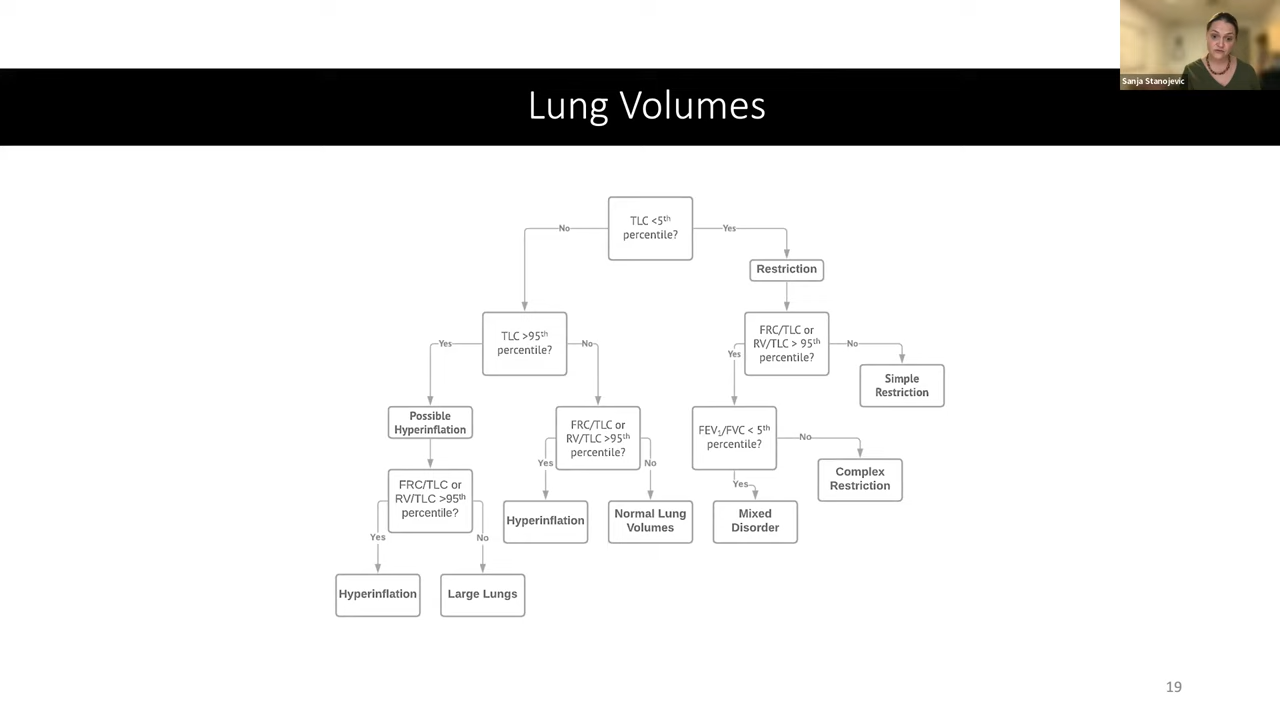 Sanja Stanojevic
Lung Volumes
TLC <5th
percentile?
No
Yes
Restriction
TLC >95th
percentile?
Yes
No
FRC/TLC or
RV/TLC > 95th
percentile?
Yes
No
Simple
Restriction
Possible
Hyperinflation
FRC/TLC or
RV/TLC >95th
percentile?
Yes
No
FEV1/FVC < 5th
percentile?
No
Yes
Complex
Restriction
FRC/TLC or
RV/TLC >95th
percentile?
Yes
No
Hyperinflation
Normal Lung
Volumes
Mixed
Disorder
Hyperinflation
Large Lungs
19